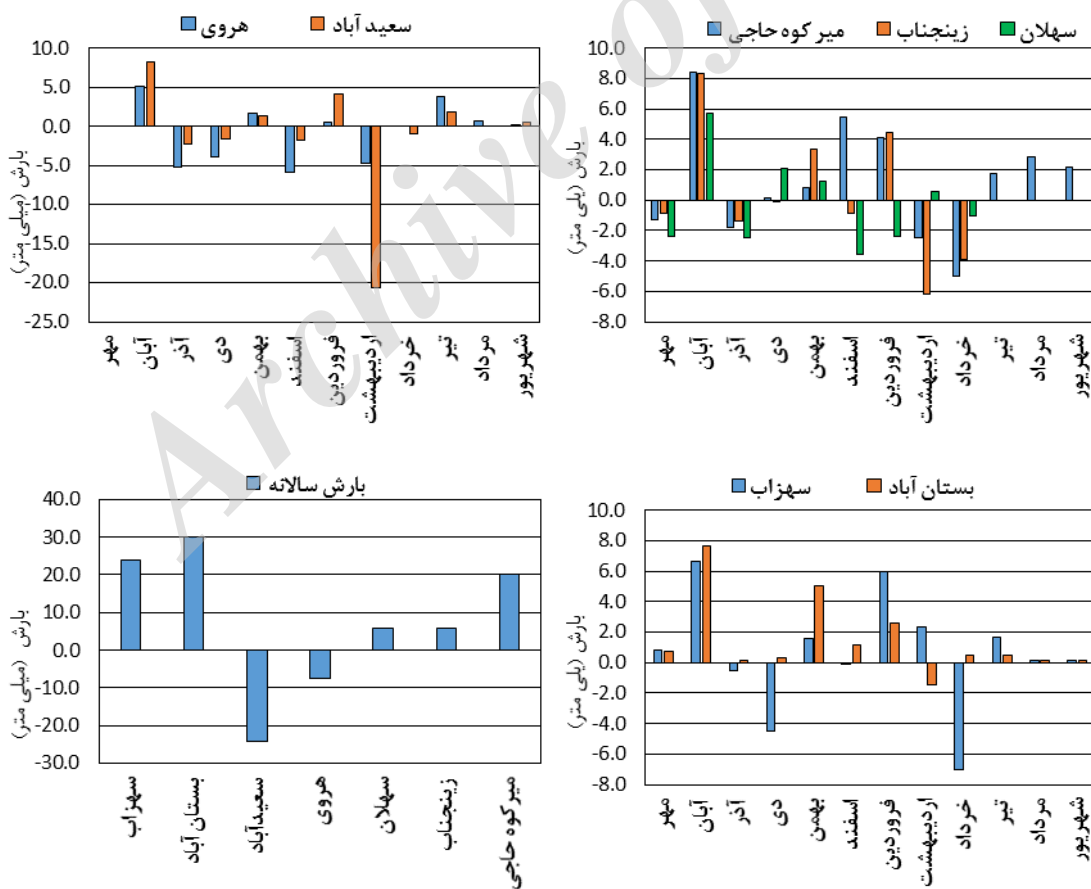 هروی سعید آباد
10.0
5.0
0.0
-5.0
-10.0
-15.0
-20.0
-25.0
بارش (میلی متر)
مهر آبان آذر دی بهمن اسفند فروردین اردیبهشت خرداد تیر مرداد شهریور
میر کوه حاجی زینجناب سهلان
10.0
8.0
6.0
4.0
2.0
0.0
-2.0
-4.0
-6.0
-8.0
بارش (یلی متر)
مهر آبان آذر دی بهمن اسفند فروردین اردیبهشت خرداد تیر مرداد شهریور
بارش سالانه
40.0
30.0
20.0
10.0
0.0
-10.0
-20.0
-30.0
بارش (میلی متر)
سهزاب بستان آباد سعیدآباد هروی سهلان زینجناب میرکوه حاجی
سهزاب بستان آباد
10.0
8.0
6.0
4.0
2.0
0.0
-2.0
-4.0
-6.0
-8.0
بارش (یلی متر)
مهر آبان آذر دی بهمن اسفند فروردین اردیبهشت خرداد تیر مرداد شهریور
Archive of